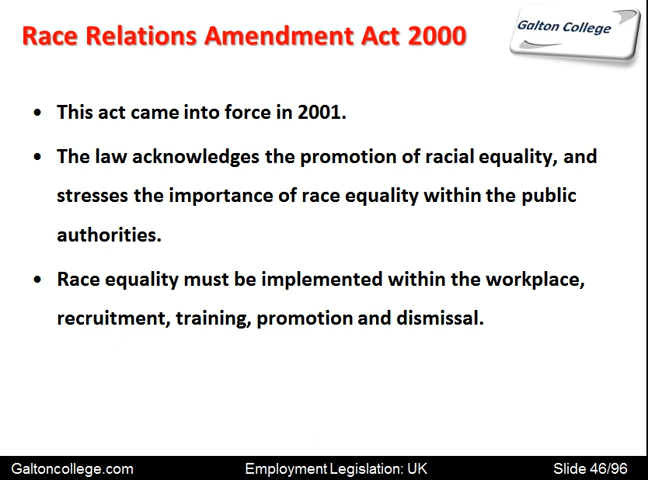 Race Relations Amendment Act 2000
Galton College
• This act came into force in 2001.
• The law acknowledges the promotion of racial equality, and
stresses the importance of race equality within the public
authorities.
• Race equality must be implemented within the workplace,
recruitment, training, promotion and dismissal.
Galtoncollege.com Employment Legislation: UK Slide 46/96